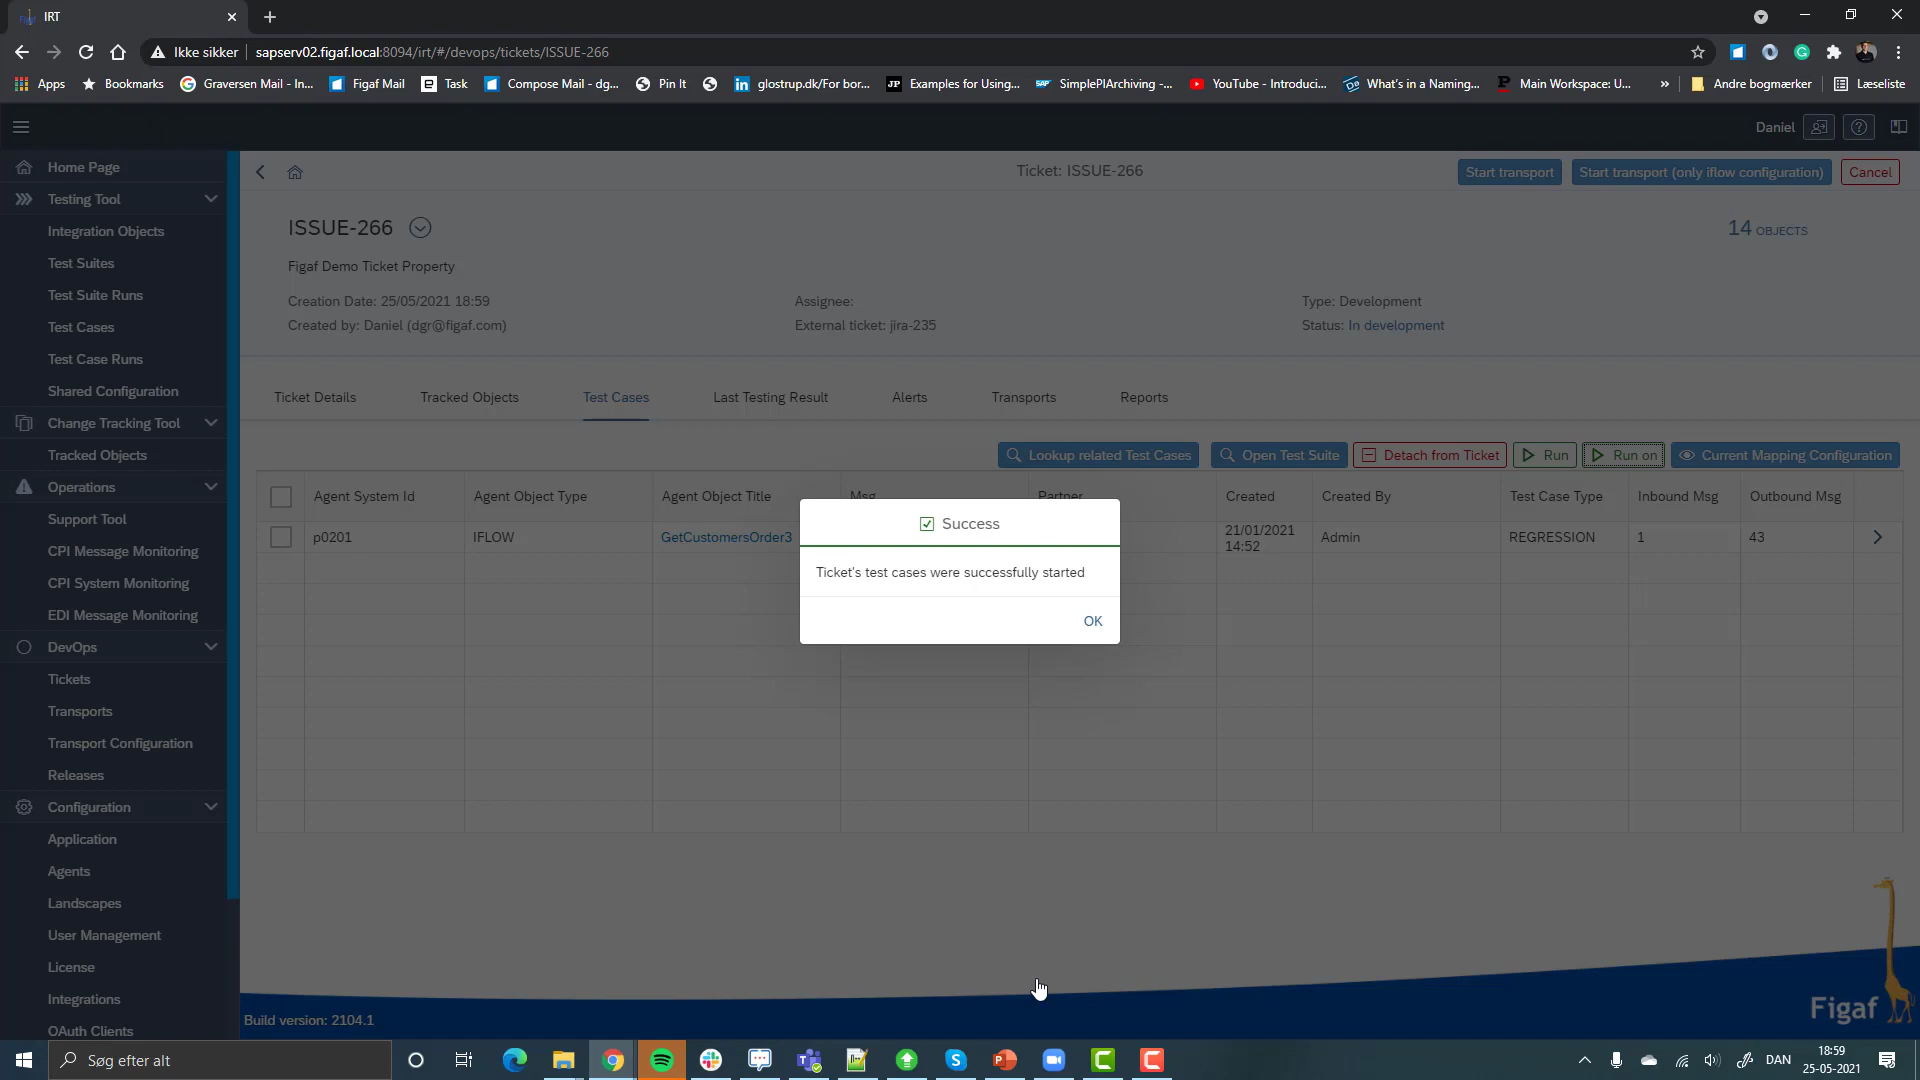 IRT
Ikke sikker sapserv02.figaf.local:8094/irt/#/devops/tickets/ISSUE-266
Apps Bookmarks Graversen Mail - In... Figaf Mail Task Compose Mail - dg... Pin It glostrup.dk/For bor... Examples for Using... SimplePIArchiving -... YouTube - Introduci... What's in a Naming... Main Workspace: U... » Andre bogmærker Læseliste
Daniel
Home Page
Testing Tool
Integration Objects
Test Suites
Test Suite Runs
Test Cases
Test Case Runs
Shared Configuration
Change Tracking Tool
Tracked Objects
Operations
Support Tool
CPI Message Monitoring
CPI System Monitoring
EDI Message Monitoring
DevOps
Tickets
Transports
Transport Configuration
Releases
Configuration
Application
Agents
Landscapes
User Management
License
Integrations
OAuth Clients
Ticket: ISSUE-266
Start transport Start transport (only iflow configuration) Cancel
ISSUE-266
14 OBJECTS
Figaf Demo Ticket Property
Creation Date: 25/05/2021 18:59 Assignee: Type: Development
Created by: Daniel (dgr@figaf.com) External ticket: jira-235 Status: In development
Ticket Details Tracked Objects Test Cases Last Testing Result Alerts Transports Reports
Lookup related Test Cases Open Test Suite Detach from Ticket Run Run on Current Mapping Configuration
Agent System Id Agent Object Type Agent Object Title Msg Partner Created Created By Test Case Type Inbound Msg Outbound Msg
p0201 IFLOW GetCustomersOrder3 21/01/2021 14:52 Admin REGRESSION 1 43
Success
Ticket's test cases were successfully started
OK
Figaf
Build version: 2104.1
Søg efter alt
DAN
18:59
25-05-2021